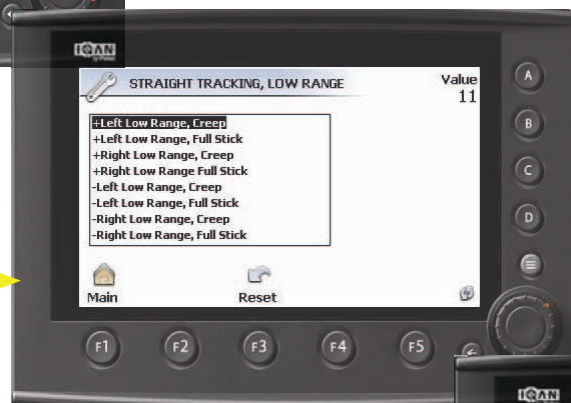 IQAN
STRAIGHT TRACKING, LOW RANGE
Value
11
+Left Low Range, Creep
+Left Low Range, Full Stick
+Right Low Range, Creep
+Right Low Range Full Stick
-Left Low Range, Creep
-Left Low Range, Full Stick
-Right Low Range, Creep
-Right Low Range, Full Stick
Main
Reset
A
B
C
D
F1
F2
F3
F4
F5
IQAN